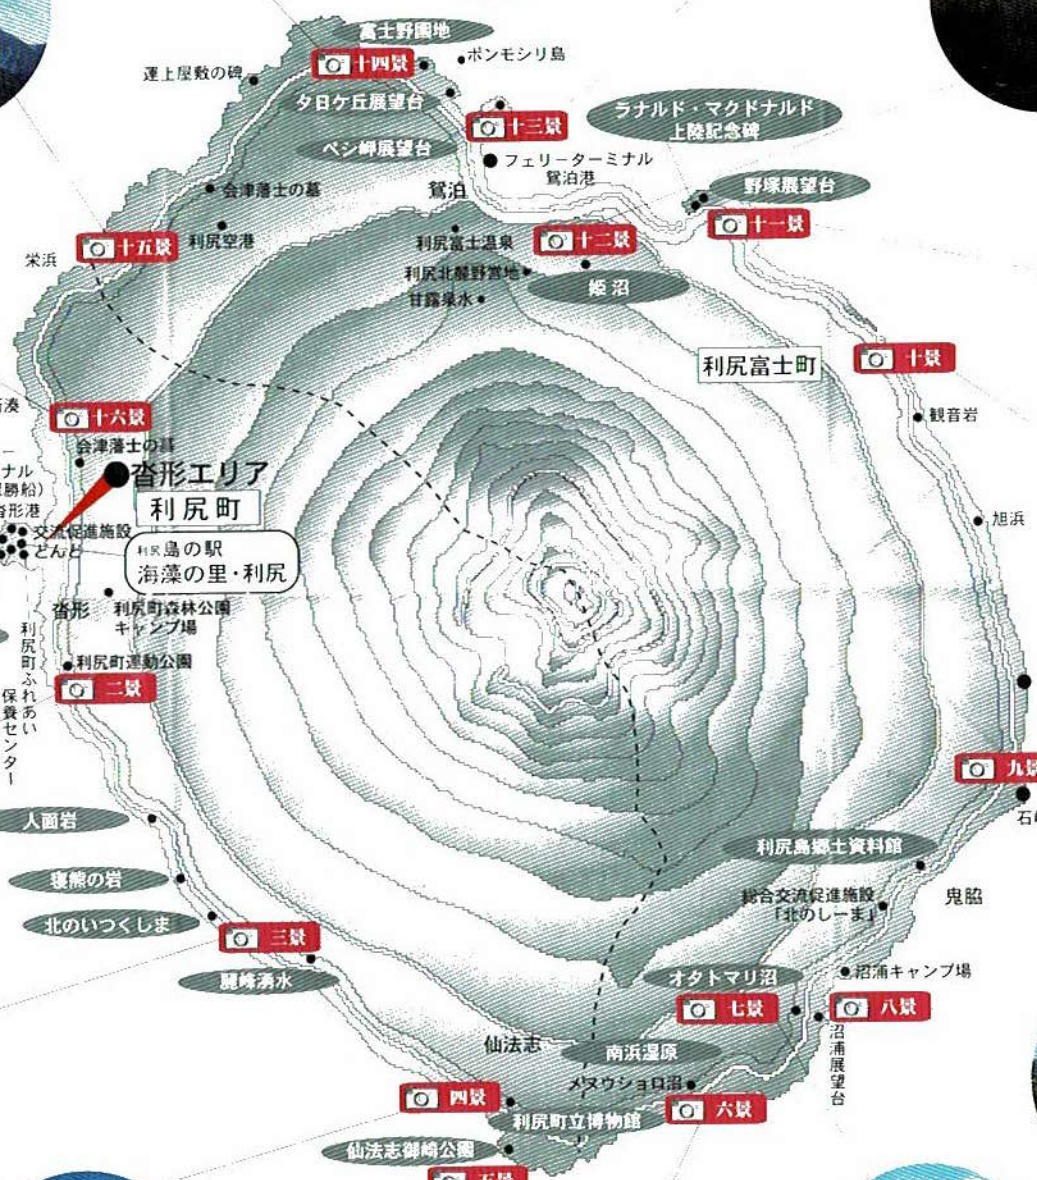 富士野園地
十四景
ポンモシリ島
運上屋敷の碑
夕日ケ丘展望台
十三景
ラナルド・マクドナルド
上陸記念碑
ペシ岬展望台
フェリーターミナル
鴛泊港
会津藩士の墓
鴛泊
野塚展望台
十一景
利尻空港
十五景
栄浜
利尻富士温泉
十二景
利尻北麓野営地
姫沼
甘露泉水
利尻富士町
十景
観音岩
十六景
会津藩士の墓
沓形エリア
ナル
勝船）
沓形港
利尻町
旭浜
交流促進施設
どんと
利尻島の駅
海藻の里・利尻
沓形
利尻町森林公園
キャンプ場
利尻町運動公園
二景
利尻町ふれあい
保養センター
九景
人面岩
利尻島郷土資料館
寝熊の岩
総合交流促進施設
「北のしーま」
鬼脇
北のいつくしま
三景
麗峰湧水
オタトマリ沼
沼浦キャンプ場
七景
八景
沼浦展望台
仙法志
南浜湿原
メヌウショロ沼
四景
六景
利尻町立博物館
仙法志御崎公園
五景